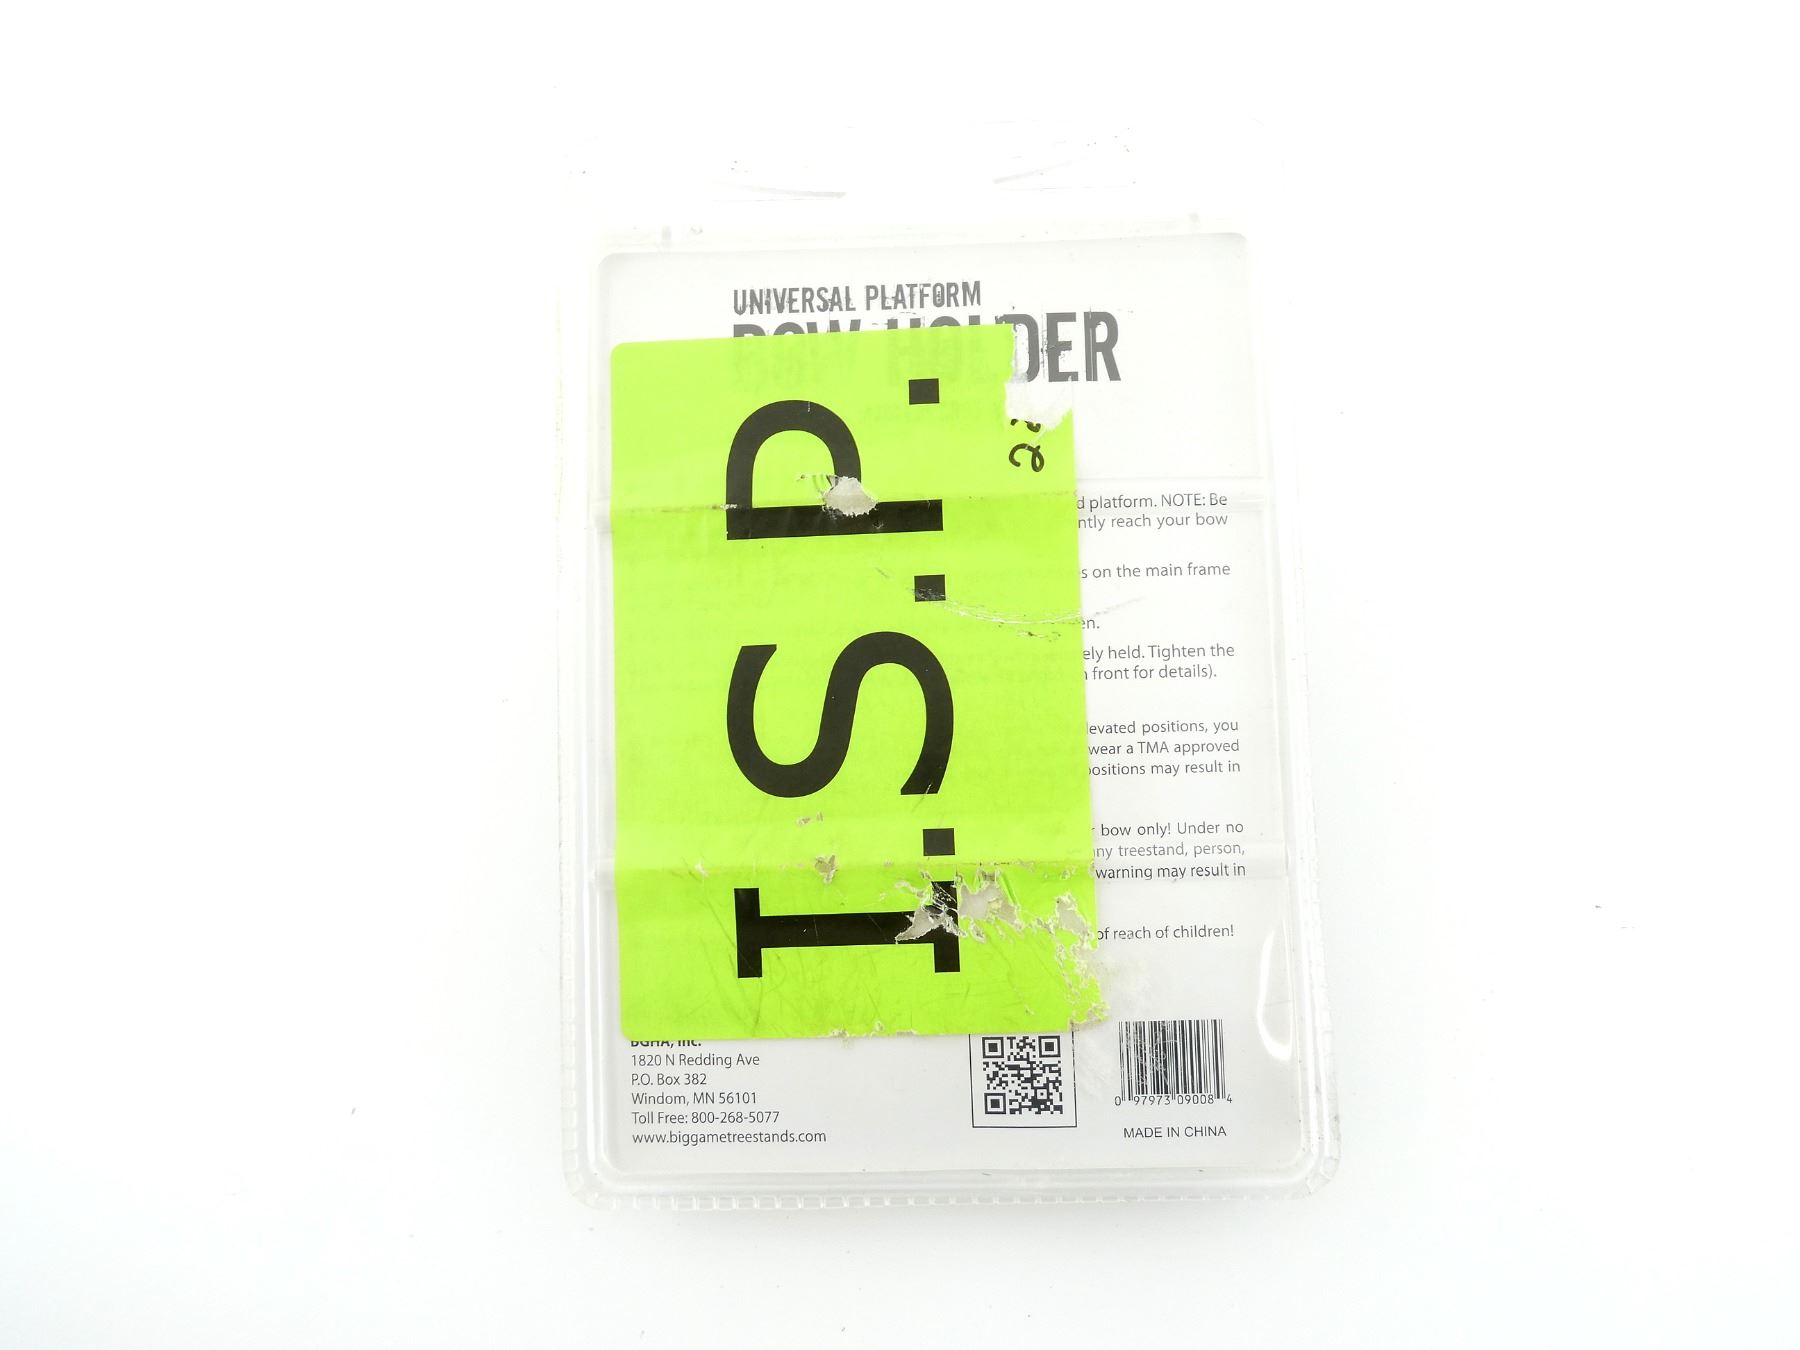 UNIVERSAL PLATFORM
BOW HOLDER
I.S.P.
d platform. NOTE: Be
ntly reach your bow
s on the main frame
en.
ely held. Tighten the
front for details).
levated positions, you
wear a TMA approved
positions may result in
bow only! Under no
any treestand, person,
warning may result in
of reach of children!
BGHA, Inc.
1820 N Redding Ave
P.O. Box 382
Windom, MN 56101
Toll Free: 800-268-5077
www.biggametreestands.com
0 97973 09008 4
MADE IN CHINA